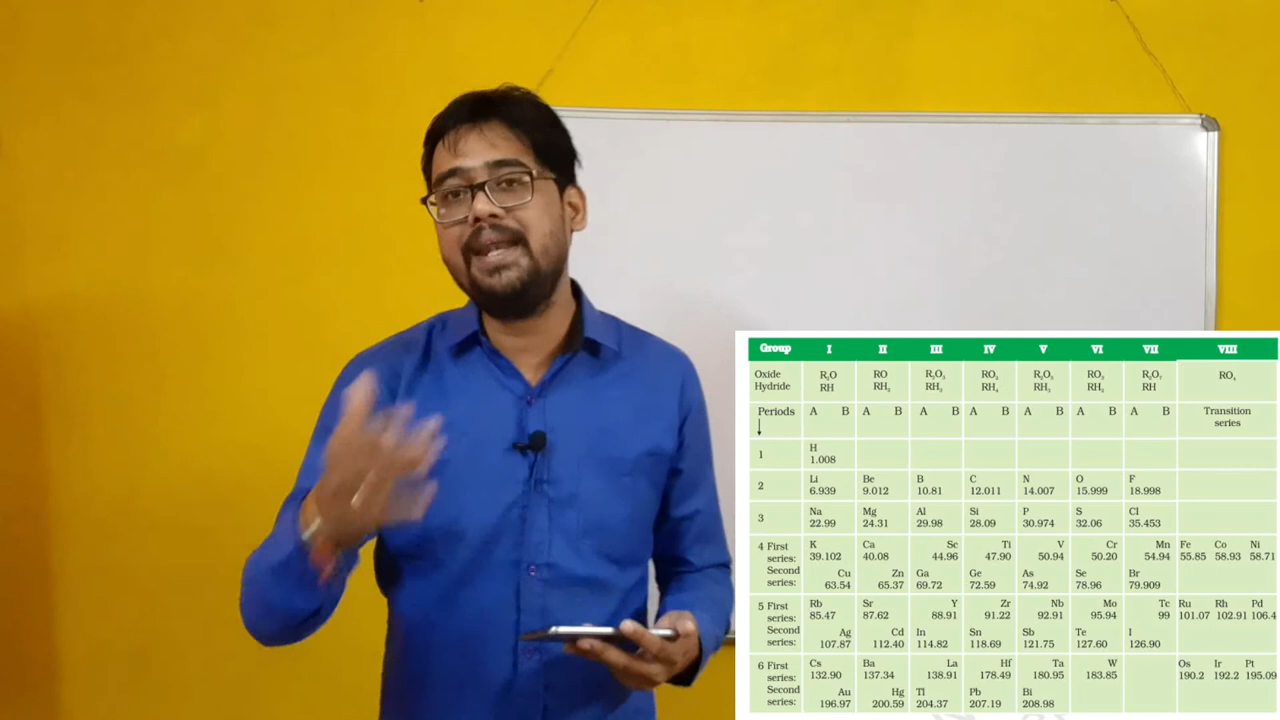 Group I II III IV V VI VII VIII
Oxide R₂O RO R₂O₃ RO₂ R₂O₅ RO₃ R₂O₇ RO₄
Hydride RH RH₂ RH₃ RH₄ RH₃ RH₂ RH
Periods A B A B A B A B A B A B A B Transition
↓ series
1 H
1.008
2 Li Be B C N O F
6.939 9.012 10.81 12.011 14.007 15.999 18.998
3 Na Mg Al Si P S Cl
22.99 24.31 29.98 28.09 30.974 32.06 35.453
4 First K Ca Sc Ti V Cr Mn Fe Co Ni
series: 39.102 40.08 44.96 47.90 50.94 50.20 54.94 55.85 58.93 58.71
Second Cu Zn Ga Ge As Se Br
series: 63.54 65.37 69.72 72.59 74.92 78.96 79.909
5 First Rb Sr Y Zr Nb Mo Tc Ru Rh Pd
series: 85.47 87.62 88.91 91.22 92.91 95.94 99 101.07 102.91 106.4
Second Ag Cd In Sn Sb Te I
series: 107.87 112.40 114.82 118.69 121.75 127.60 126.90
6 First Cs Ba La Hf Ta W Os Ir Pt
series: 132.90 137.34 138.91 178.49 180.95 183.85 190.2 192.2 195.09
Second Au Hg Tl Pb Bi
series: 196.97 200.59 204.37 207.19 208.98